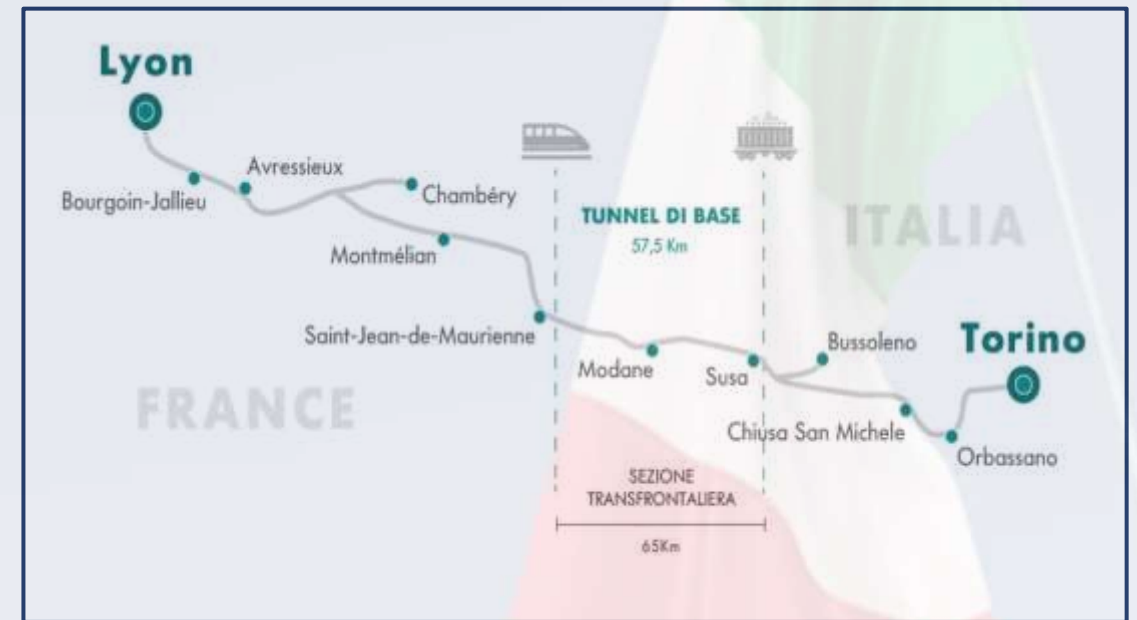 Lyon
Avressieux
Bourgoin-Jallieu
Chambéry
TUNNEL DI BASE
57,5 Km
ITALIA
Montmélian
Saint-Jean-de-Maurienne
Bussoleno
Torino
Modane
Susa
FRANCE
Chiusa San Michele
Orbassano
SEZIONE
TRANSFRONTALIERA
65Km